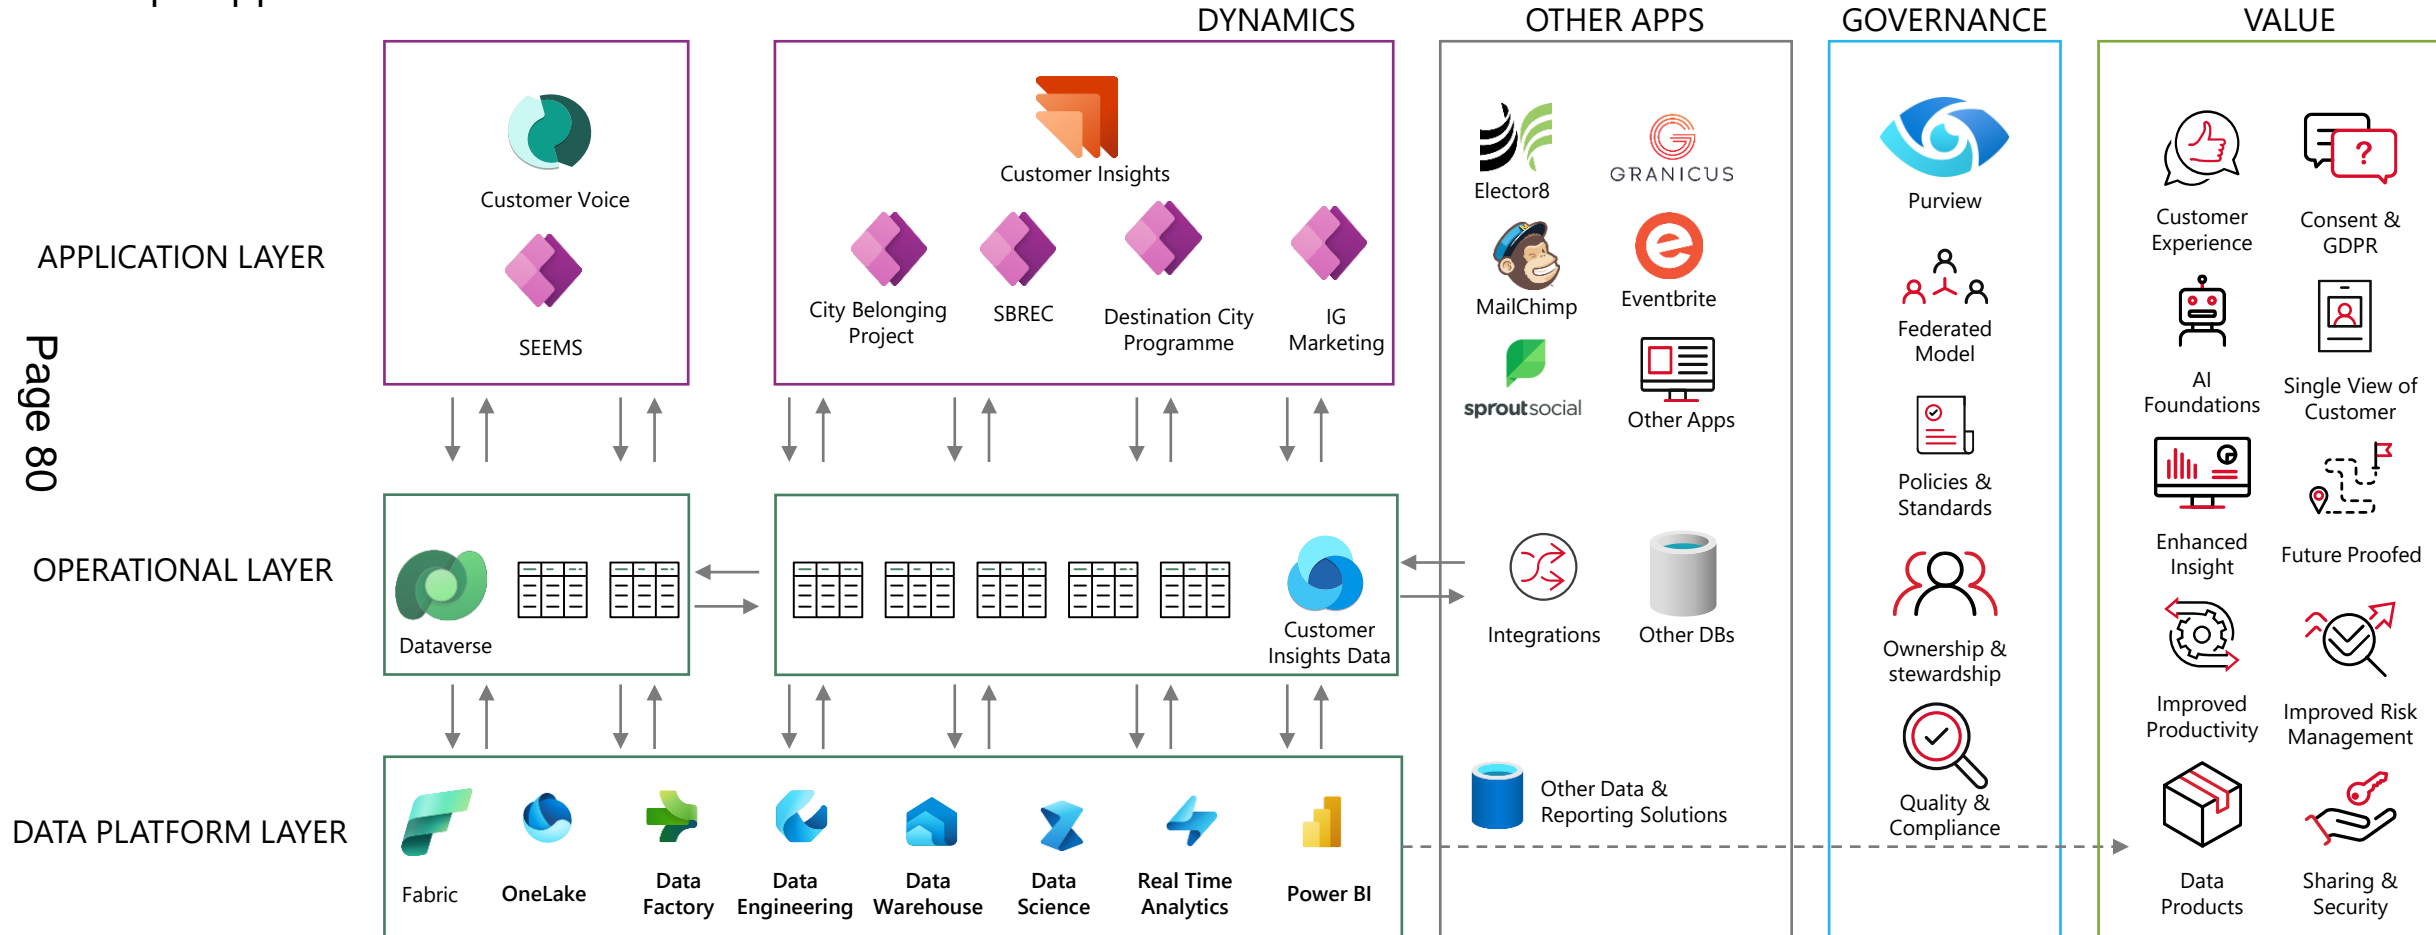 DYNAMICS
OTHER APPS
GOVERNANCE
VALUE
APPLICATION LAYER
Customer Voice
SEEMS
Customer Insights
City Belonging
Project
SBREC
Destination City
Programme
IG
Marketing
Elector8
GRANICUS
MailChimp
Eventbrite
sproutsocial
Other Apps
Purview
Federated
Model
Policies &
Standards
Ownership &
stewardship
Quality &
Compliance
Customer
Experience
Consent &
GDPR
AI
Foundations
Single View of
Customer
Enhanced
Insight
Future Proofed
Improved
Productivity
Improved Risk
Management
Data
Products
Sharing &
Security
Page 80
OPERATIONAL LAYER
Dataverse
Customer
Insights Data
Integrations
Other DBs
DATA PLATFORM LAYER
Fabric
OneLake
Data
Factory
Data
Engineering
Data
Warehouse
Data
Science
Real Time
Analytics
Power BI
Other Data &
Reporting Solutions